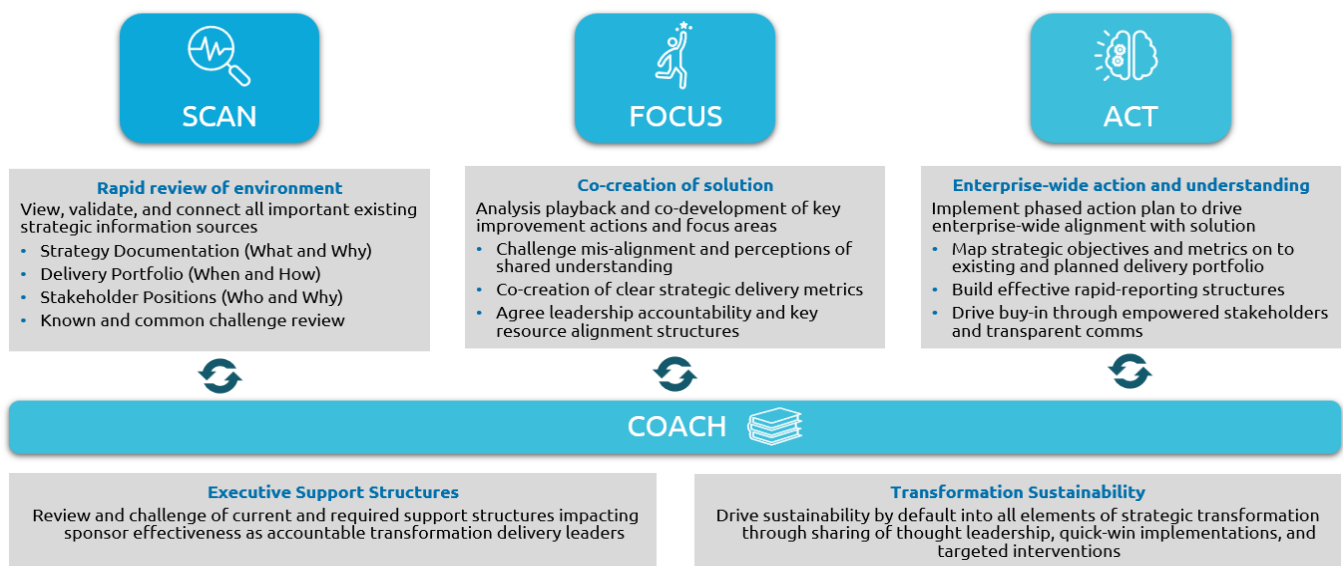 SCAN
Rapid review of environment
View, validate, and connect all important existing
strategic information sources
• Strategy Documentation (What and Why)
• Delivery Portfolio (When and How)
• Stakeholder Positions (Who and Why)
• Known and common challenge review
FOCUS
Co-creation of solution
Analysis playback and co-development of key
improvement actions and focus areas
• Challenge mis-alignment and perceptions of
shared understanding
• Co-creation of clear strategic delivery metrics
• Agree leadership accountability and key
resource alignment structures
ACT
Enterprise-wide action and understanding
Implement phased action plan to drive
enterprise-wide alignment with solution
• Map strategic objectives and metrics on to
existing and planned delivery portfolio
• Build effective rapid-reporting structures
• Drive buy-in through empowered stakeholders
and transparent comms
COACH
Executive Support Structures
Review and challenge of current and required support structures impacting
sponsor effectiveness as accountable transformation delivery leaders
Transformation Sustainability
Drive sustainability by default into all elements of strategic transformation
through sharing of thought leadership, quick-win implementations, and
targeted interventions